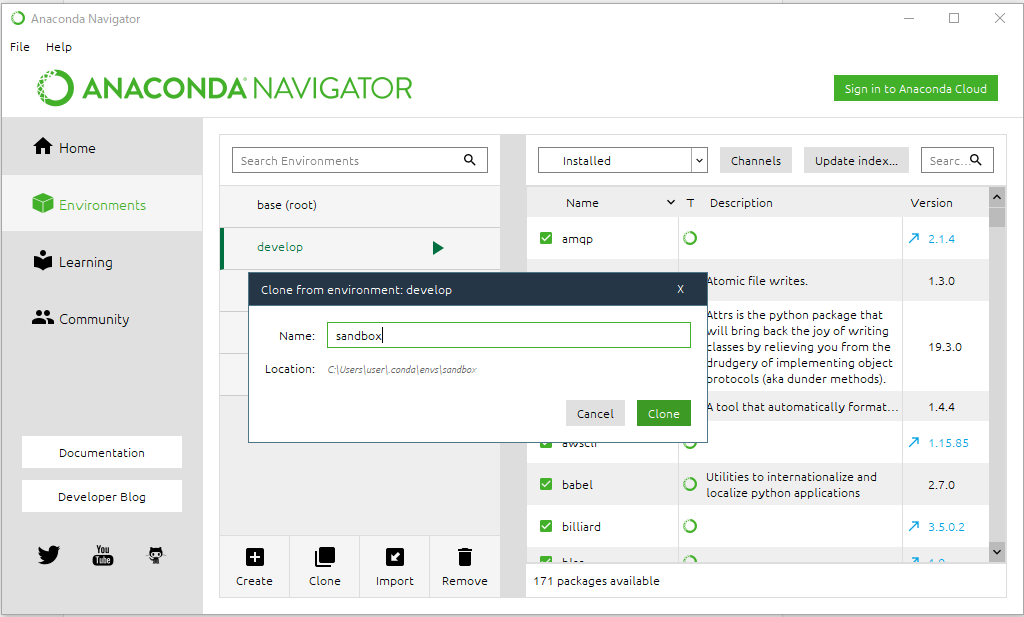 Anaconda Navigator
File Help
ANACONDA NAVIGATOR
Sign in to Anaconda Cloud
Home
Environments
Learning
Community
Documentation
Developer Blog
You
Tube
Search Environments
base (root)
develop
Create
Clone
Import
Remove
Clone from environment: develop
X
Name: sandbox
Location: C:\Users\user\.conda\envs\sandbox
Cancel
Clone
Installed
Channels
Update index...
Searc...
Name T Description Version
amqp 2.1.4
Atomic file writes. 1.3.0
Attrs is the python package that
will bring back the joy of writing
classes by relieving you from the
drudgery of implementing object
protocols (aka dunder methods).
19.3.0
A tool that automatically format... 1.4.4
awscli 1.15.85
babel
Utilities to internationalize and
localize python applications
2.7.0
billiard 3.5.0.2
171 packages available